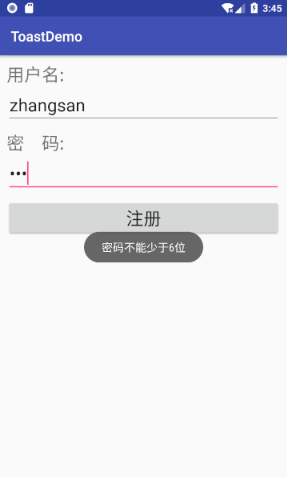 3:45
ToastDemo
用户名:
zhangsan
密　码:
•••
注册
密码不能少于6位